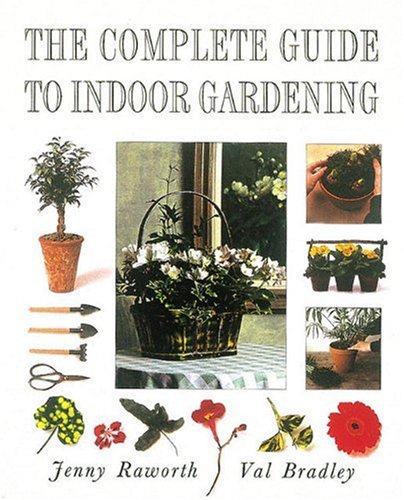 THE COMPLETE GUIDE
TO INDOOR GARDENING
Jenny Raworth Val Bradley